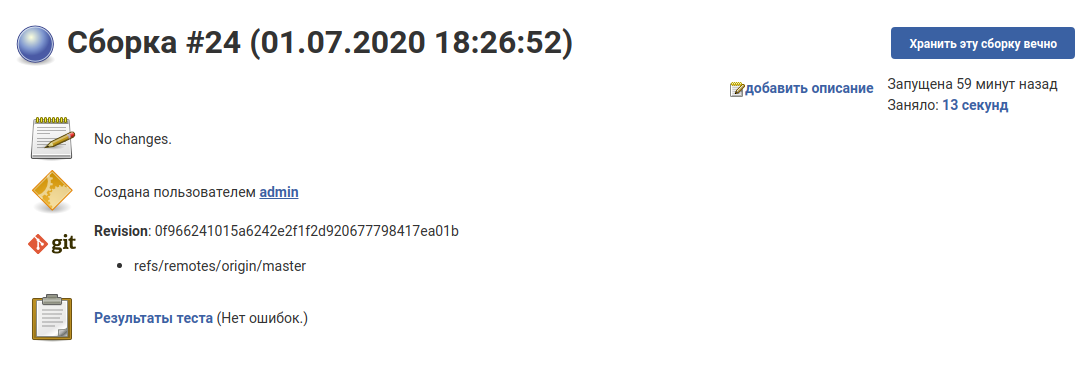 Сборка #24 (01.07.2020 18:26:52)
Хранить эту сборку вечно
добавить описание
Запущена 59 минут назад
Заняло: 13 секунд
No changes.
Создана пользователем admin
git
Revision: 0f966241015a6242e2f1f2d920677798417ea01b
refs/remotes/origin/master
Результаты теста (Нет ошибок.)